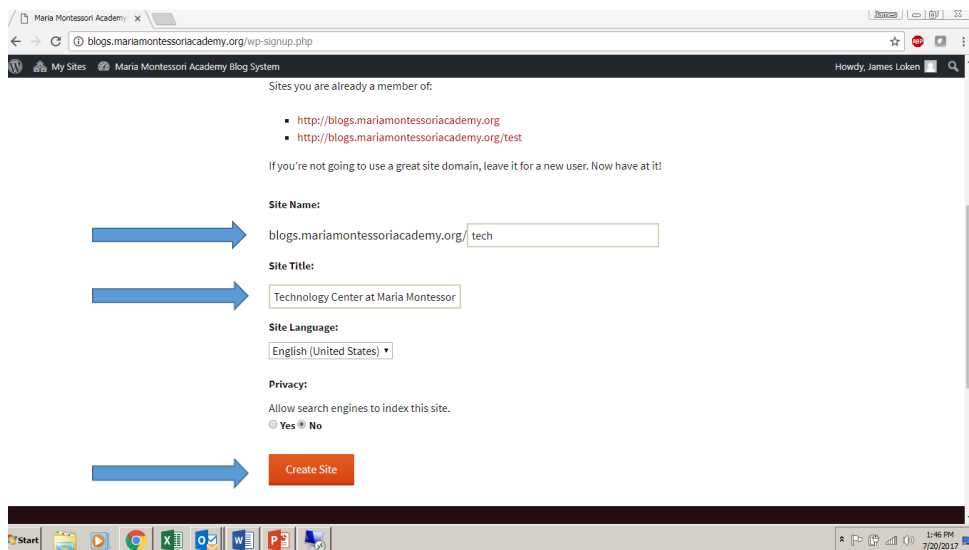 Maria Montessori Academy
James
blogs.mariamontessoriacademy.org/wp-signup.php
ABP
My Sites Maria Montessori Academy Blog System Howdy, James Loken
Sites you are already a member of:
http://blogs.mariamontessoriacademy.org
http://blogs.mariamontessoriacademy.org/test
If you're not going to use a great site domain, leave it for a new user. Now have at it!
Site Name:
blogs.mariamontessoriacademy.org/ tech
Site Title:
Technology Center at Maria Montessor
Site Language:
English (United States)
Privacy:
Allow search engines to index this site.
Yes No
Create Site
Start
1:46 PM
7/20/2017